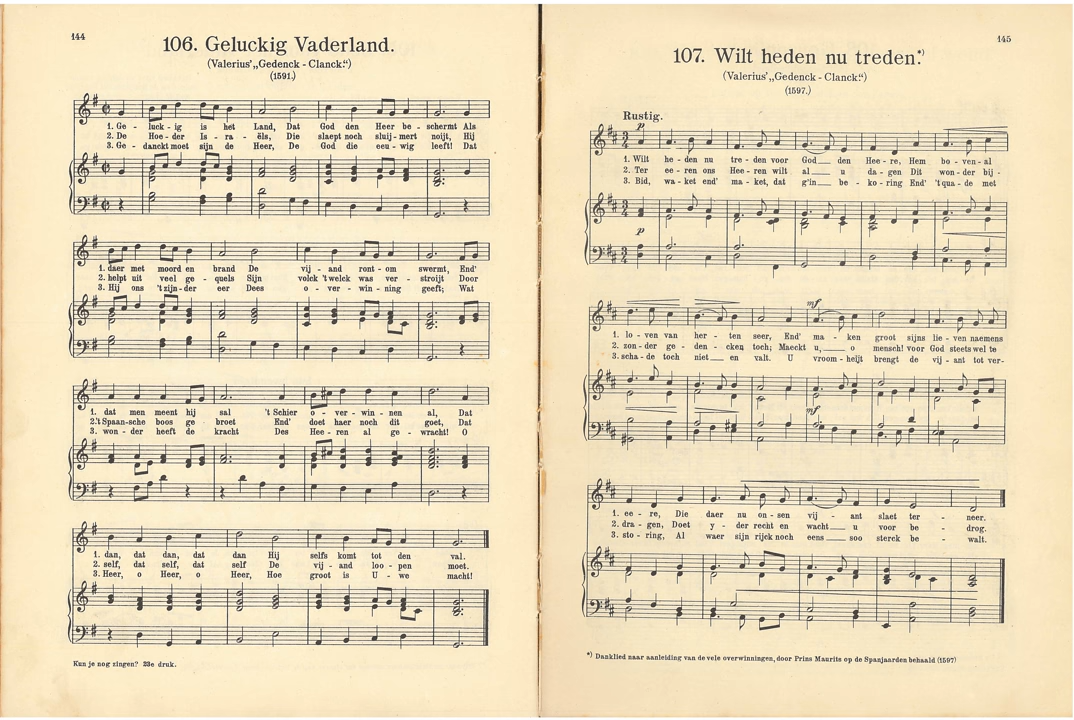 144
106. Geluckig Vaderland.
(Valerius' „Gedenck - Clanck.")
(1591.)
1. Ge - luck - ig is het Land, Dat God den Heer be - schermt Als
2. De Hoe - der Is - ra - ëls, Die slaept noch sluij - mert nóijt, Hij
3. Ge - danckt moet sijn de Heer, De God die eeu - wig leeft! Dat
1. daer met moord en brand De vij - and ront - om swermt, End'
2. helpt uit veel ge - quels Sijn volck 't welck was ver - stroijt Door
3. Hij ons 't zijn - der eer Dees o - ver - win - ning geeft; Wat
1. dat men meent hij sal 't Schier o - ver - win - nen al, Dat
2. 't Spaan - sche boos ge broet End' doet haer noch dit goet, Dat
3. won - der heeft de kracht Des Hee - ren al ge - wracht! O
1. dan, dat dan, dat dan Hij selfs komt tot den val.
2. self, dat self, dat self De vij - and loo - pen moet.
3. Heer, o Heer, o Heer, Hoe groot is U - we macht!
Kun je nog zingen? 23e druk.
145
107. Wilt heden nu treden.*)
(Valerius' „Gedenck - Clanck.")
(1597.)
Rustig.
p
1. Wilt he - den nu tre - den voor God den Hee - re, Hem bo - ven - al
2. Ter ee - ren ons Hee - ren wilt al u da - gen Dit won - der bij -
3. Bid, wa - ket end' ma - ket, dat g'in be - ko - ring End' 't qua - de met
p
mf
1. lo - ven van her - ten seer, End' ma - ken groot sijns lie - ven naemens
2. zon - der ge - den - cken toch; Maeckt u, o mensch! voor God steets wel te
3. scha - de toch niet en valt. U vroom - heijt brengt de vij - ant tot ver -
mf
1. ee - re, Die daer nu on - sen vij - ant slaet ter - neer.
2. dra - gen, Doet y - der recht en wacht u voor be - drog.
3. sto - ring, Al waer sijn rijck noch eens soo sterck be - walt.
*) Danklied naar aanleiding van de vele overwinningen, door Prins Maurits op de Spanjaarden behaald (1597)